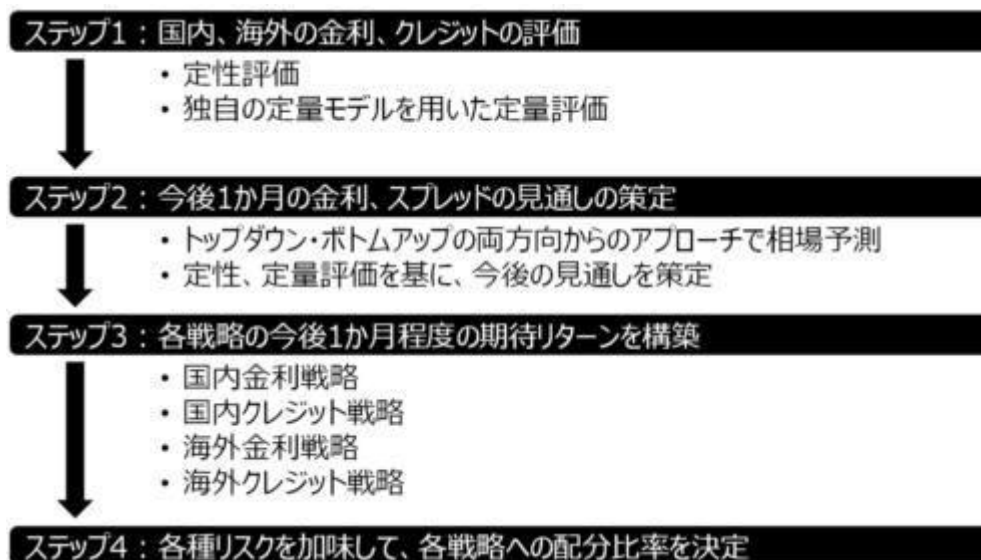 ステップ1：国内、海外の金利、クレジットの評価
・定性評価
・独自の定量モデルを用いた定量評価
ステップ2：今後1か月の金利、スプレッドの見通しの策定
・トップダウン・ボトムアップの両方向からのアプローチで相場予測
・定性、定量評価を基に、今後の見通しを策定
ステップ3：各戦略の今後1か月程度の期待リターンを構築
・国内金利戦略
・国内クレジット戦略
・海外金利戦略
・海外クレジット戦略
ステップ4：各種リスクを加味して、各戦略への配分比率を決定